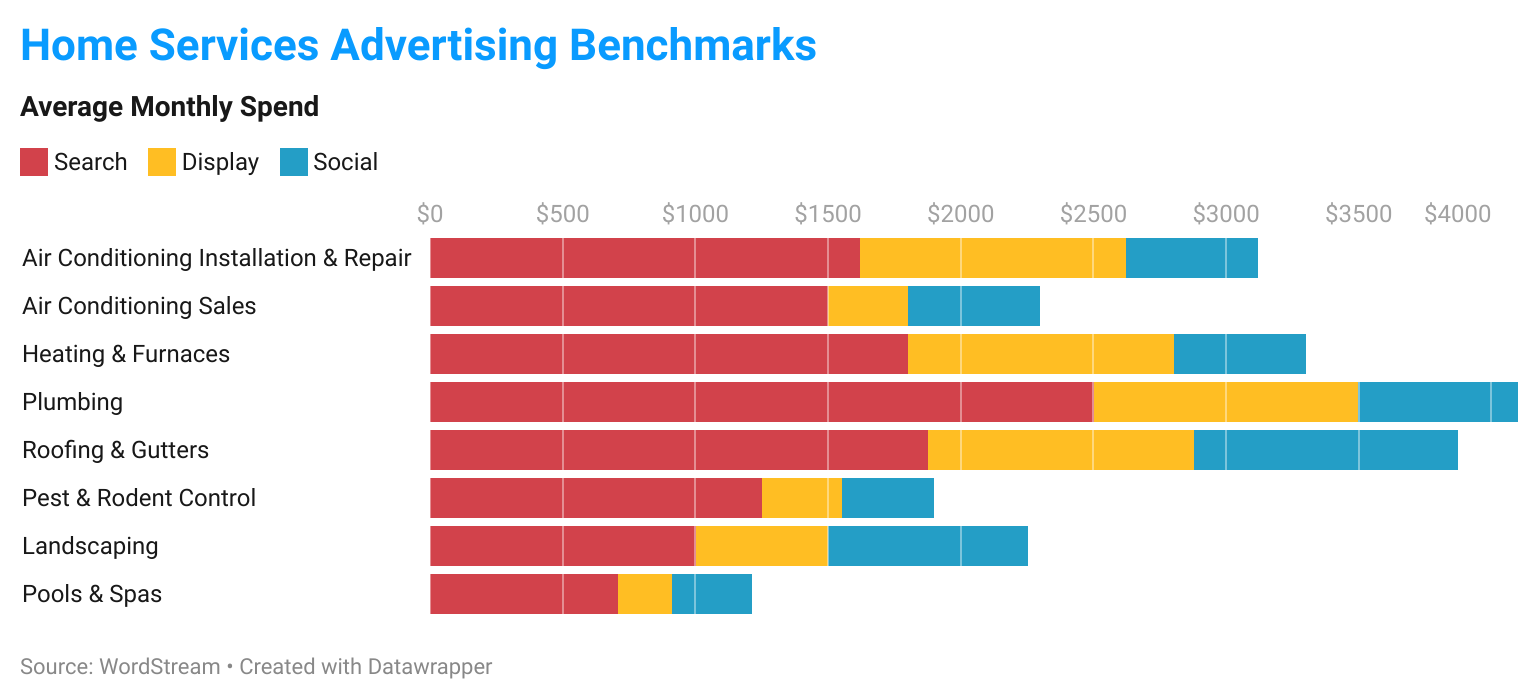 Home Services Advertising Benchmarks
Average Monthly Spend
Search Display Social
$0 $500 $1000 $1500 $2000 $2500 $3000 $3500 $4000
Air Conditioning Installation & Repair
Air Conditioning Sales
Heating & Furnaces
Plumbing
Roofing & Gutters
Pest & Rodent Control
Landscaping
Pools & Spas
Source: WordStream • Created with Datawrapper